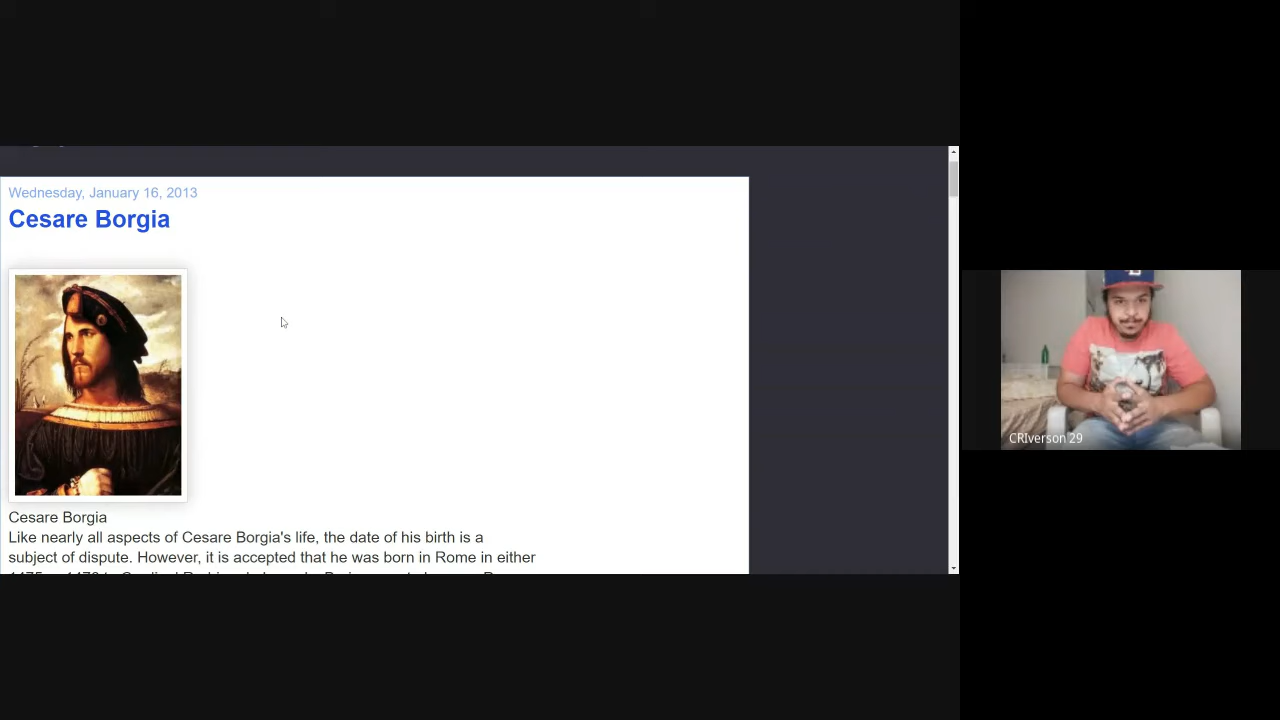 Wednesday, January 16, 2013
Cesare Borgia
Cesare Borgia
Like nearly all aspects of Cesare Borgia's life, the date of his birth is a
subject of dispute. However, it is accepted that he was born in Rome in either
CRIverson 29